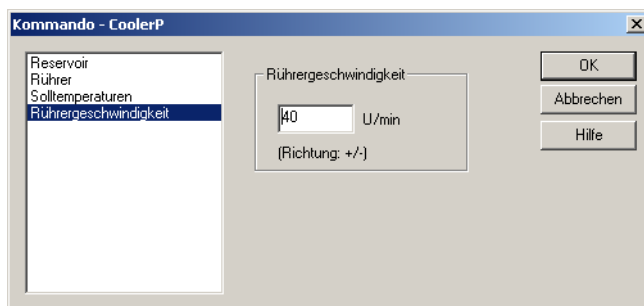 Kommando - CoolerP
Reservoir
Rührer
Solltemperaturen
Rührergeschwindigkeit
Rührergeschwindigkeit
40 U/min
(Richtung: +/-)
OK
Abbrechen
Hilfe